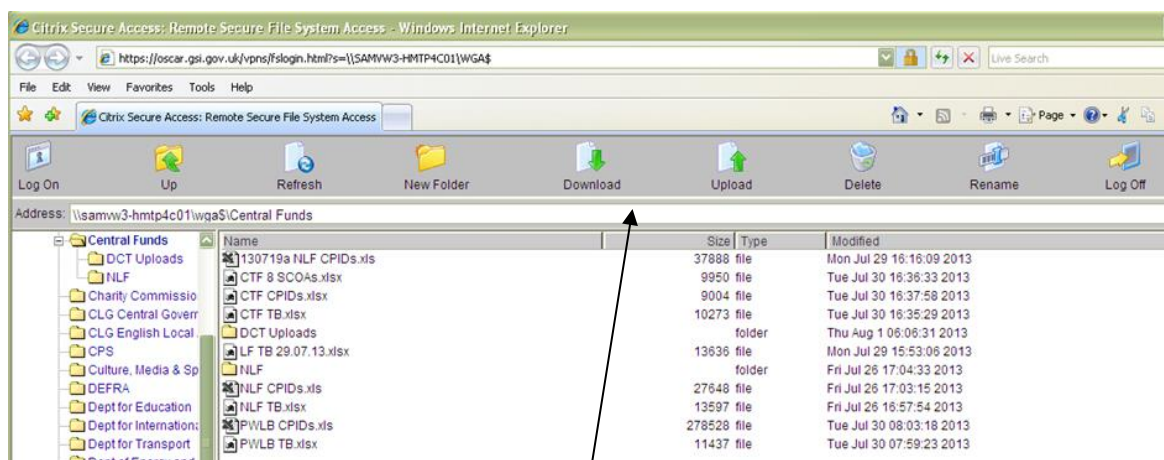 Citrix Secure Access: Remote Secure File System Access - Windows Internet Explorer
https://oscar.gsi.gov.uk/vpns/fslogin.html?s=\\SAMVW3-HMTP4C01\WGA$ Live Search
File Edit View Favorites Tools Help
Citrix Secure Access: Remote Secure File System Access Page
Log On Up Refresh New Folder Download Upload Delete Rename Log Off
Address: \\samvw3-hmtp4c01\wga$\Central Funds
Central Funds Name Size Type Modified
DCT Uploads 130719a NLF CPIDs.xls 37888 file Mon Jul 29 16:16:09 2013
NLF CTF 8 SCOAs.xlsx 9950 file Tue Jul 30 16:36:33 2013
Charity Commissio CTF CPIDs.xlsx 9004 file Tue Jul 30 16:37:58 2013
CLG Central Goverr CTF TB.xlsx 10273 file Tue Jul 30 16:35:29 2013
CLG English Local DCT Uploads folder Thu Aug 1 06:06:31 2013
CPS LF TB 29.07.13.xlsx 13636 file Mon Jul 29 15:53:06 2013
Culture, Media & Sp NLF folder Fri Jul 26 17:04:33 2013
DEFRA NLF CPIDs.xls 27648 file Fri Jul 26 17:03:15 2013
Dept for Education NLF TB.xlsx 13597 file Fri Jul 26 16:57:54 2013
Dept for Internation PWLB CPIDs.xls 278528 file Tue Jul 30 08:03:18 2013
Dept for Transport PWLB TB.xlsx 11437 file Tue Jul 30 07:59:23 2013